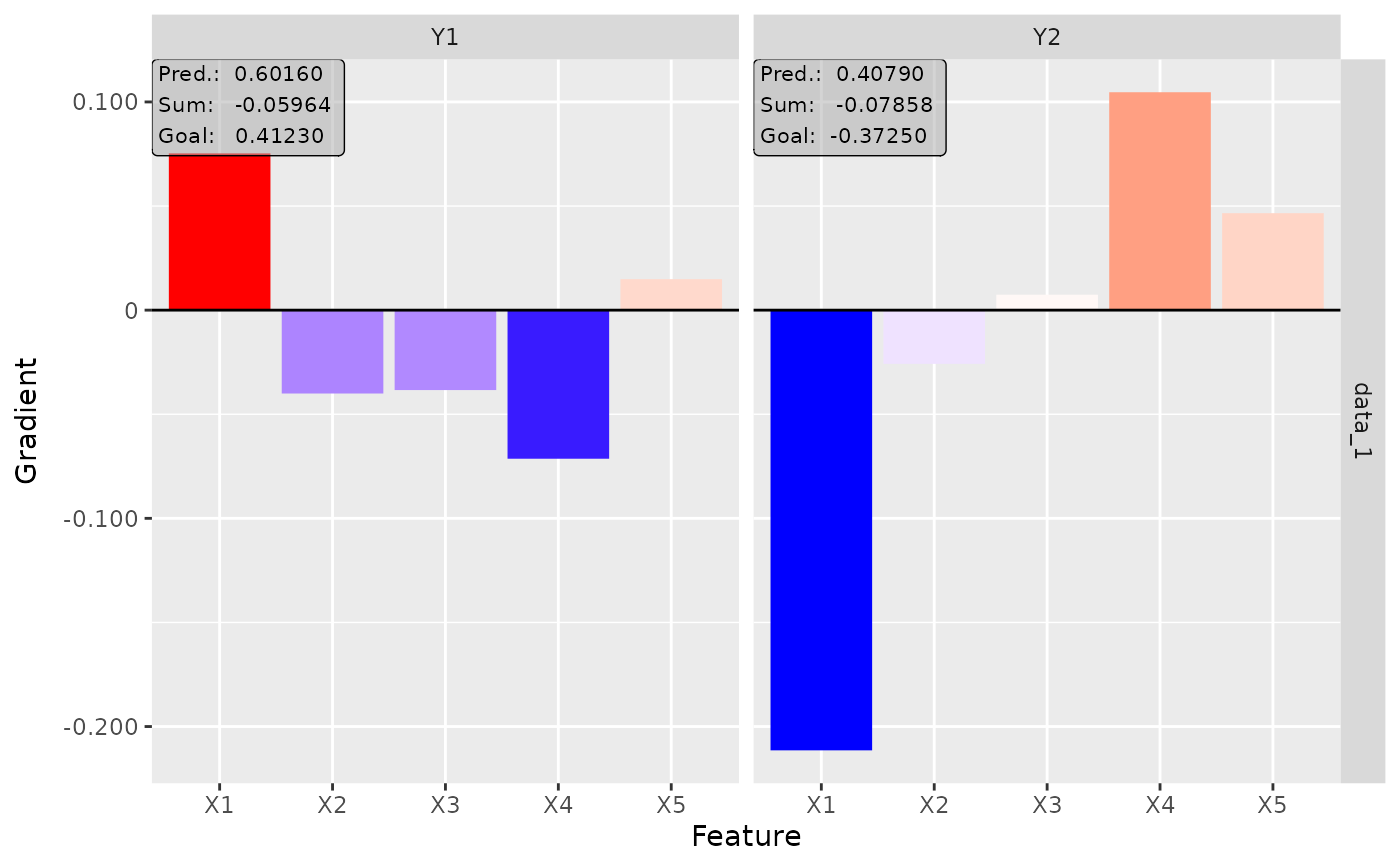 Y1
Y2
Pred.: 0.60160
Sum: -0.05964
Goal: 0.41230
Pred.: 0.40790
Sum: -0.07858
Goal: -0.37250
0.100
0
-0.100
-0.200
Gradient
data_1
X1 X2 X3 X4 X5
X1 X2 X3 X4 X5
Feature